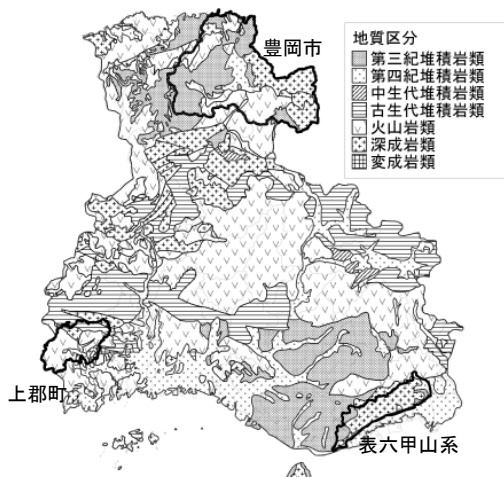 豊岡市
地質区分
第三紀堆積岩類
第四紀堆積岩類
中生代堆積岩類
古生代堆積岩類
火山岩類
深成岩類
変成岩類
上郡町
表六甲山系